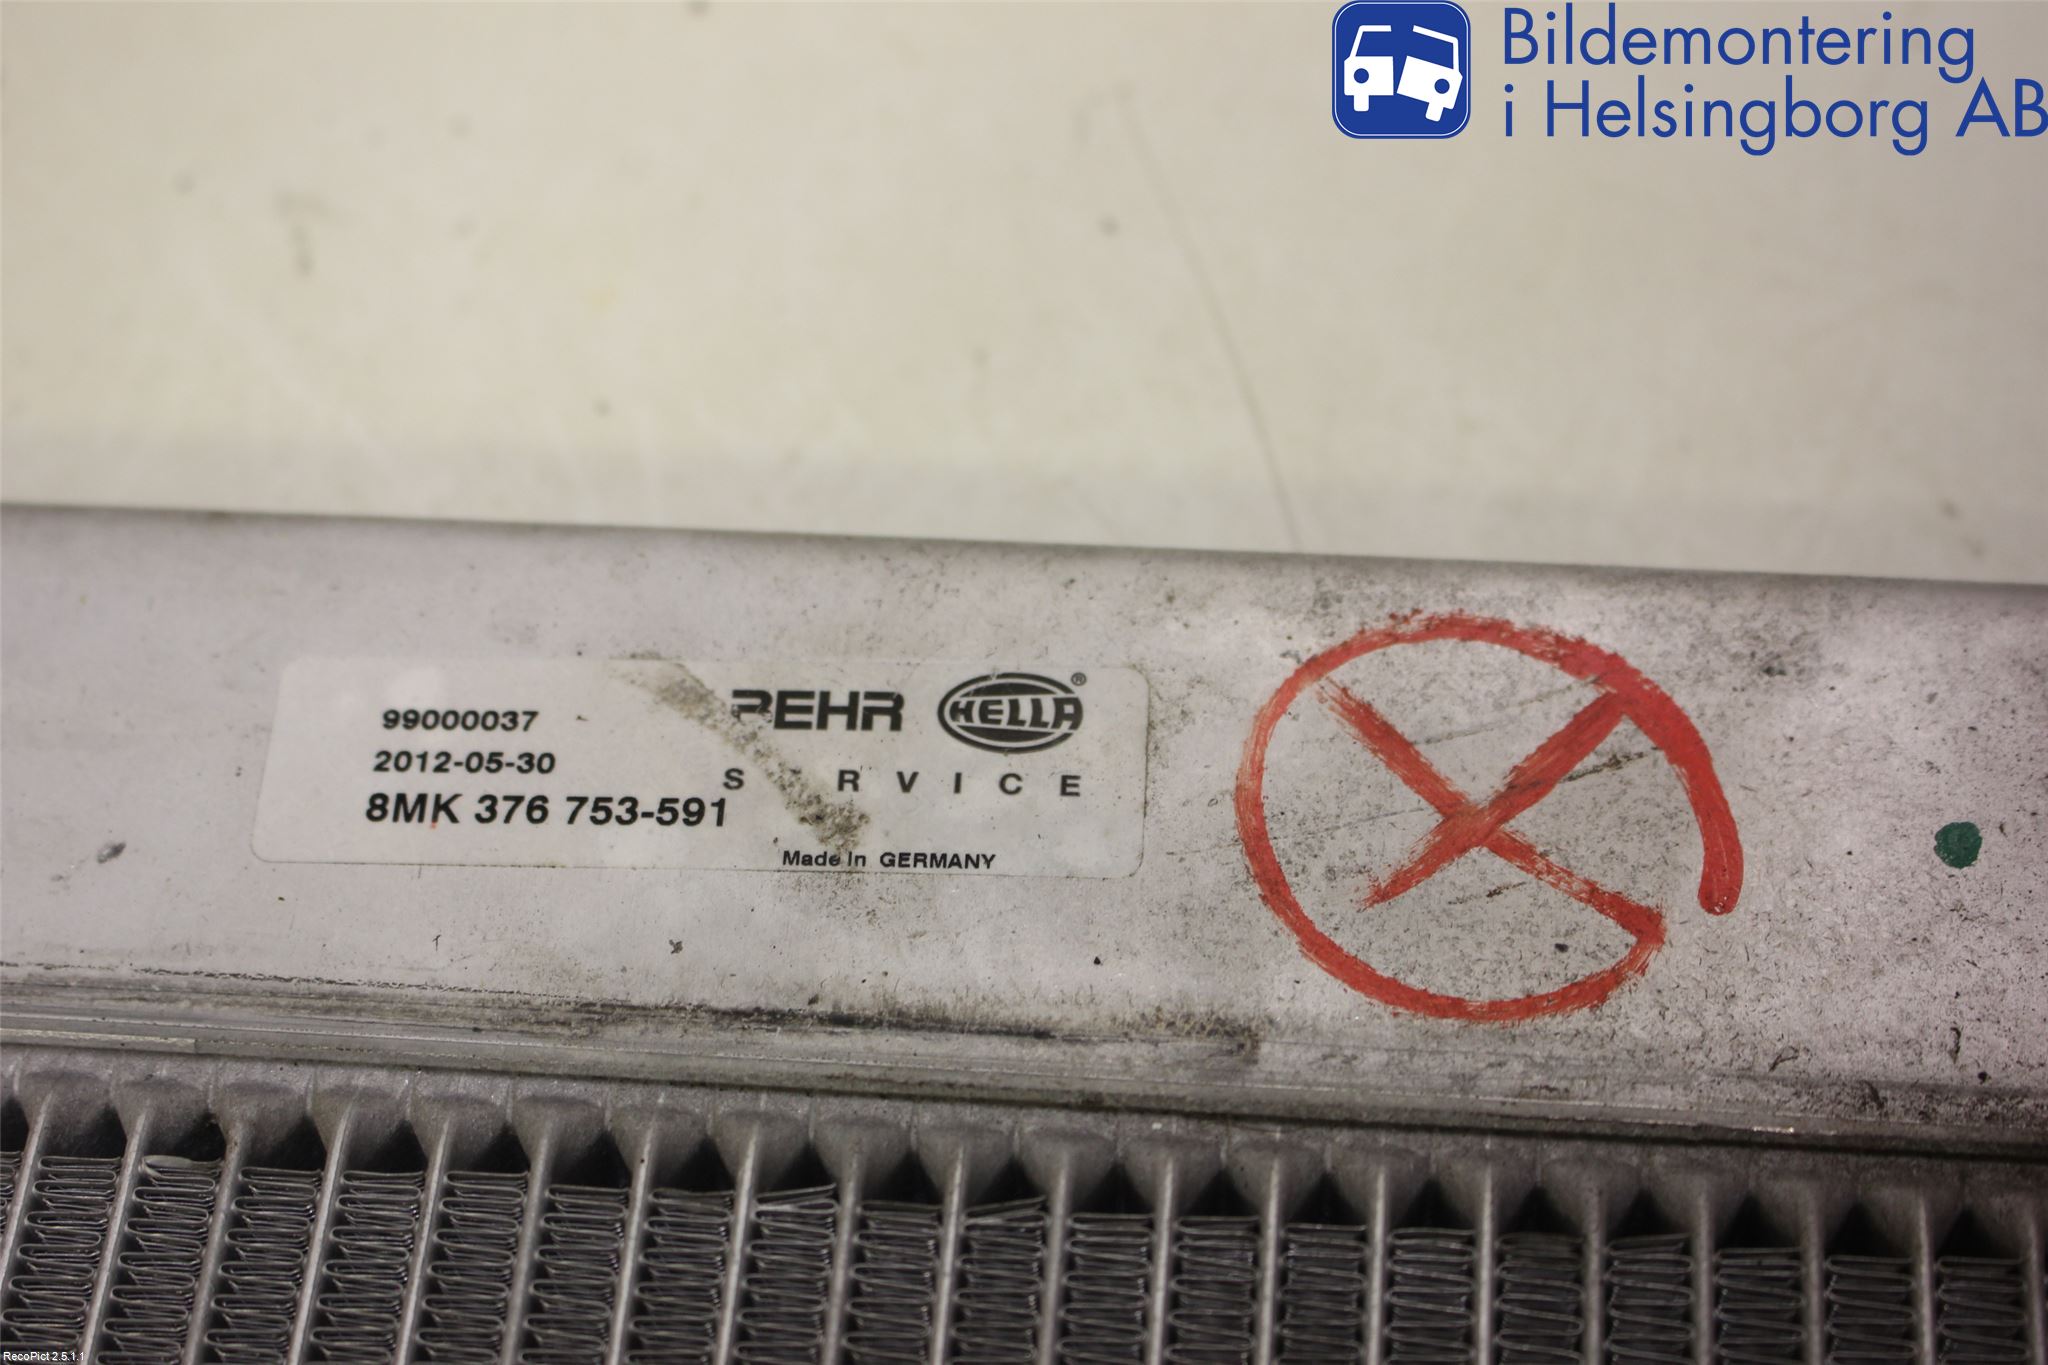 Bildemontering
i Helsingborg AB
99000037
2012-05-30
8MK 376 753-591
BEHR HELLA®
SERVICE
Made In GERMANY
RecoPict 2.5.1.1